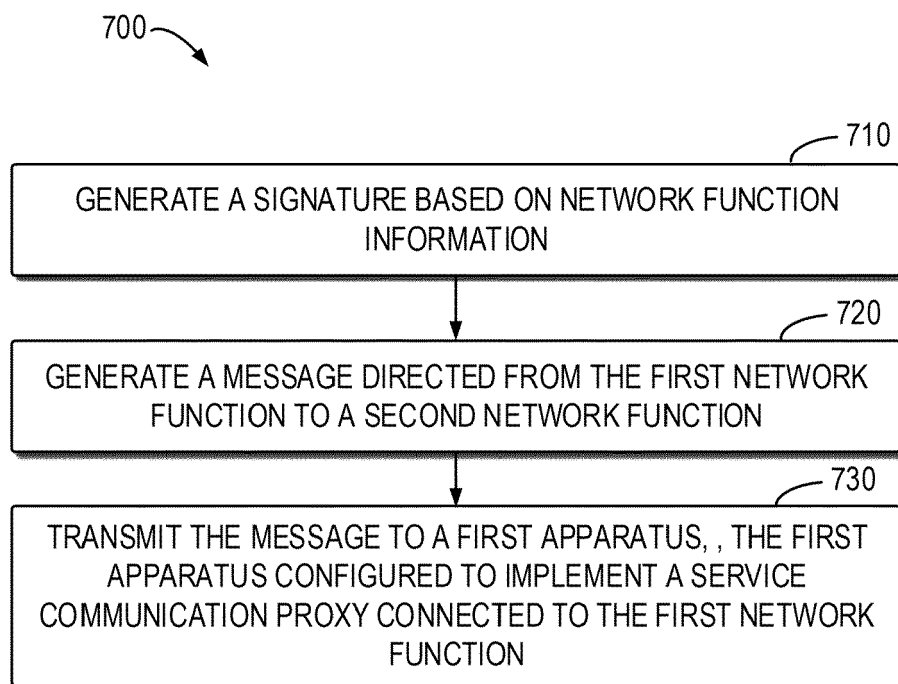 700
710
GENERATE A SIGNATURE BASED ON NETWORK FUNCTION
INFORMATION
720
GENERATE A MESSAGE DIRECTED FROM THE FIRST NETWORK
FUNCTION TO A SECOND NETWORK FUNCTION
730
TRANSMIT THE MESSAGE TO A FIRST APPARATUS, , THE FIRST
APPARATUS CONFIGURED TO IMPLEMENT A SERVICE
COMMUNICATION PROXY CONNECTED TO THE FIRST NETWORK
FUNCTION